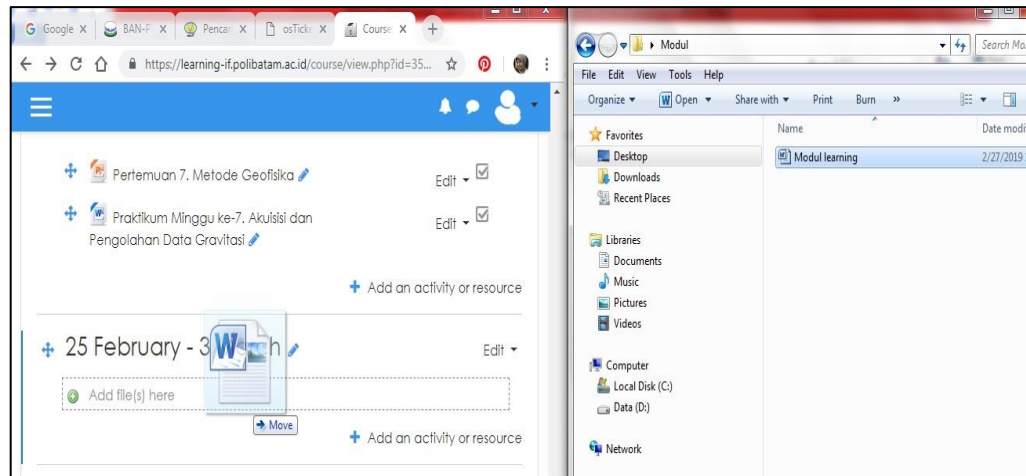 Google
BAN-P
Pencar
osTicke
Course
https://learning-if.polibatam.ac.id/course/view.php?id=35...
Pertemuan 7. Metode Geofisika
Edit
Praktikum Minggu ke-7. Akuisisi dan
Pengolahan Data Gravitasi
Edit
Add an activity or resource
25 February - 3
Edit
Add file(s) here
Move
Add an activity or resource
Modul
Search Mo
File Edit View Tools Help
Organize Open Share with Print Burn »
Favorites
Desktop
Downloads
Recent Places
Libraries
Documents
Music
Pictures
Videos
Computer
Local Disk (C:)
Data (D:)
Network
Name Date modi
Modul learning 2/27/2019